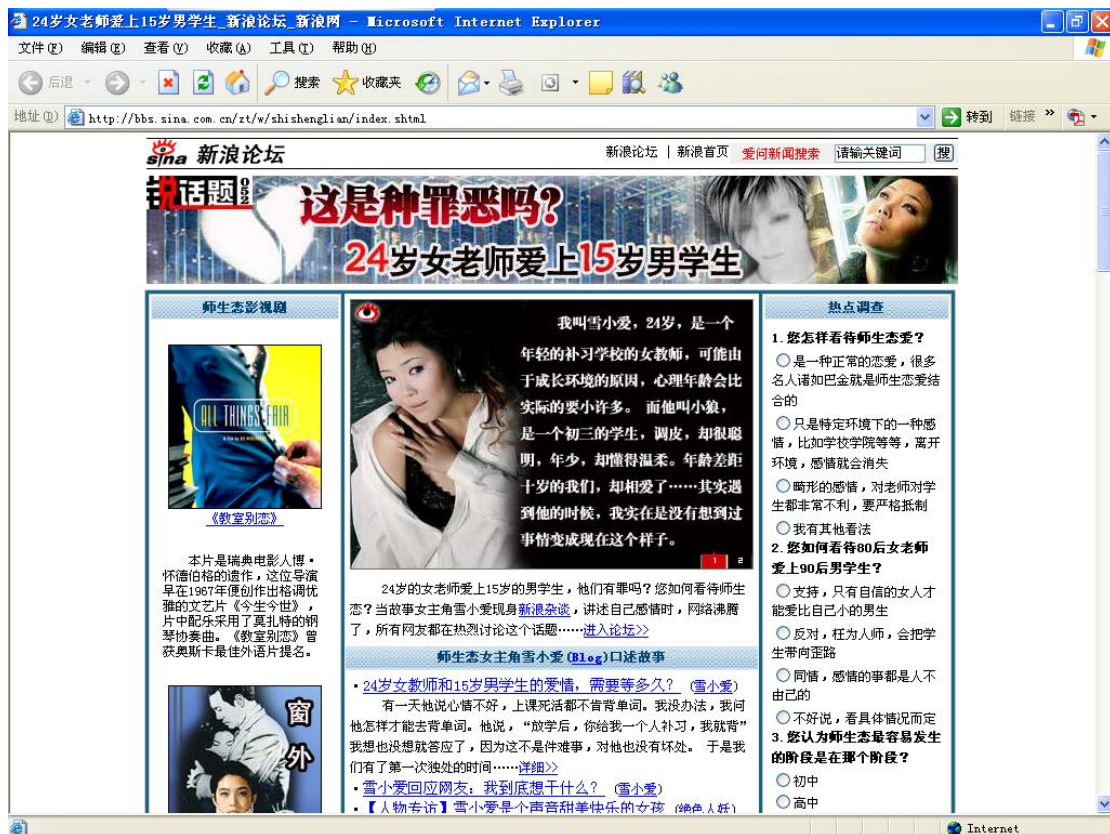 24岁女老师爱上15岁男学生_新浪论坛_新浪网 - Microsoft Internet Explorer
文件(F) 编辑(E) 查看(V) 收藏(A) 工具(T) 帮助(H)
后退 搜索 收藏夹
地址(D) http://bbs.sina.com.cn/zt/w/shishenglian/index.shtml 转到 链接 »
sina 新浪论坛
新浪论坛 | 新浪首页 爱问新闻搜索 请输关键词 搜
锐话题 052
这是种罪恶吗?
24岁女老师爱上15岁男学生
师生恋影视剧
ALL THINGS FAIR
《教室别恋》
本片是瑞典电影人博·
怀德伯格的遗作,这位导演
早在1967年便创作出格调优
雅的文艺片《今生今世》,
片中配乐采用了莫扎特的钢
琴协奏曲。《教室别恋》曾
获奥斯卡最佳外语片提名。
窗
外
我叫雪小爱,24岁,是一个
年轻的补习学校的女教师,可能由
于成长环境的原因,心理年龄会比
实际的要小许多。 而他叫小狼,
是一个初三的学生,调皮,却很聪
明,年少,却懂得温柔。年龄差距
十岁的我们,却相爱了……其实遇
到他的时候,我实在是没有想到过
事情变成现在这个样子。
1 2
24岁的女老师爱上15岁的男学生,他们有罪吗?您如何看待师生
恋?当故事女主角雪小爱现身新浪杂谈,讲述自己感情时,网络沸腾
了,所有网友都在热烈讨论这个话题……进入论坛>>
师生恋女主角雪小爱(Blog)口述故事
·24岁女教师和15岁男学生的爱情,需要等多久? (雪小爱)
有一天他说心情不好,上课死活都不肯背单词。我没办法,我问
他怎样才能去背单词。他说,“放学后,你给我一个人补习,我就背”
我想也没想就答应了,因为这不是件难事,对他也没有坏处。 于是我
们有了第一次独处的时间……详细>>
·雪小爱回应网友:我到底想干什么? (雪小爱)
·【人物专访】雪小爱是个声音甜美快乐的女孩 (绝色人妖)
热点调查
1.您怎样看待师生恋爱?
是一种正常的恋爱,很多
名人诸如巴金就是师生恋爱结
合的
只是特定环境下的一种感
情,比如学校学院等等,离开
环境,感情就会消失
畸形的感情,对老师对学
生都非常不利,要严格抵制
我有其他看法
2.您如何看待80后女老师
爱上90后男学生?
支持,只有自信的女人才
能爱比自己小的男生
反对,枉为人师,会把学
生带向歪路
同情,感情的事都是人不
由己的
不好说,看具体情况而定
3.您认为师生恋最容易发生
的阶段是在那个阶段?
初中
高中
Internet